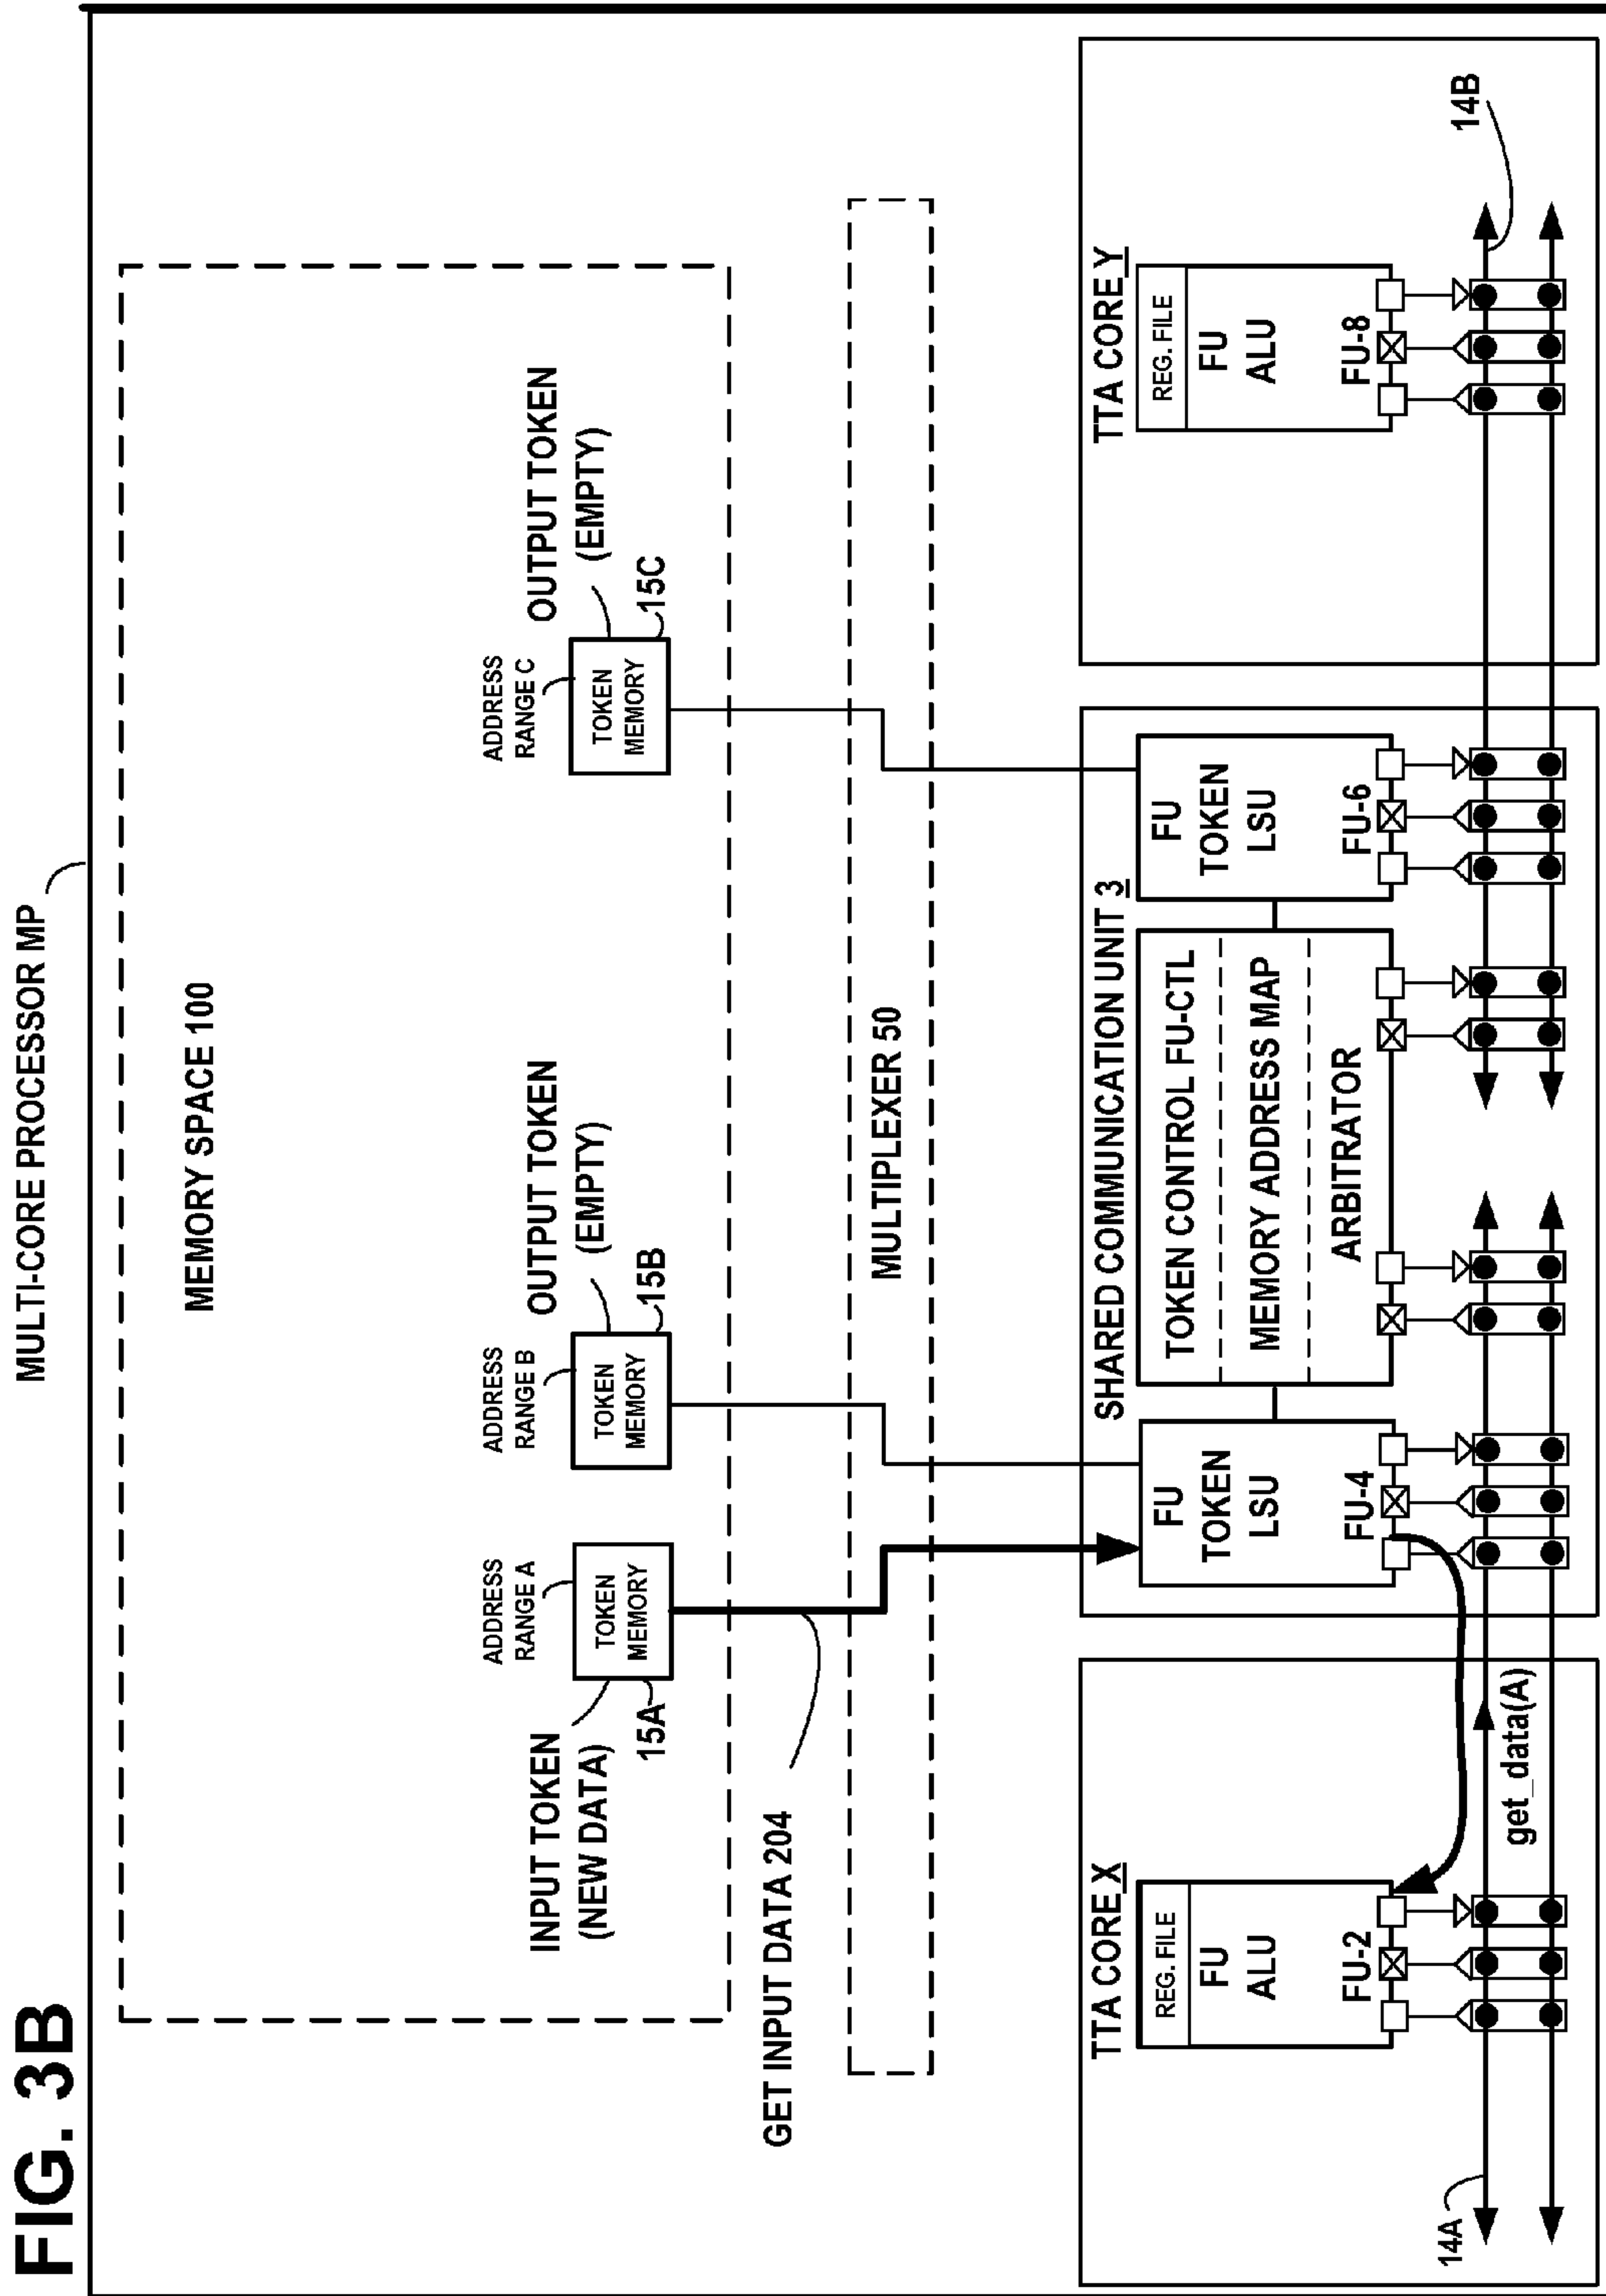 FIG. 3B
MULTI-CORE PROCESSOR MP
MEMORY SPACE 100
ADDRESS
RANGE A
TOKEN
MEMORY
INPUT TOKEN
(NEW DATA)
15A
ADDRESS
RANGE B
TOKEN
MEMORY
OUTPUT TOKEN
(EMPTY)
15B
ADDRESS
RANGE C
TOKEN
MEMORY
OUTPUT TOKEN
(EMPTY)
15C
GET INPUT DATA 204
MULTIPLEXER 50
TTA CORE X
REG. FILE
FU
ALU
FU-2
get_data(A)
14A
SHARED COMMUNICATION UNIT 3
FU
TOKEN
LSU
FU-4
TOKEN CONTROL FU-CTL
MEMORY ADDRESS MAP
ARBITRATOR
FU
TOKEN
LSU
FU-6
TTA CORE Y
REG. FILE
FU
ALU
FU-8
14B